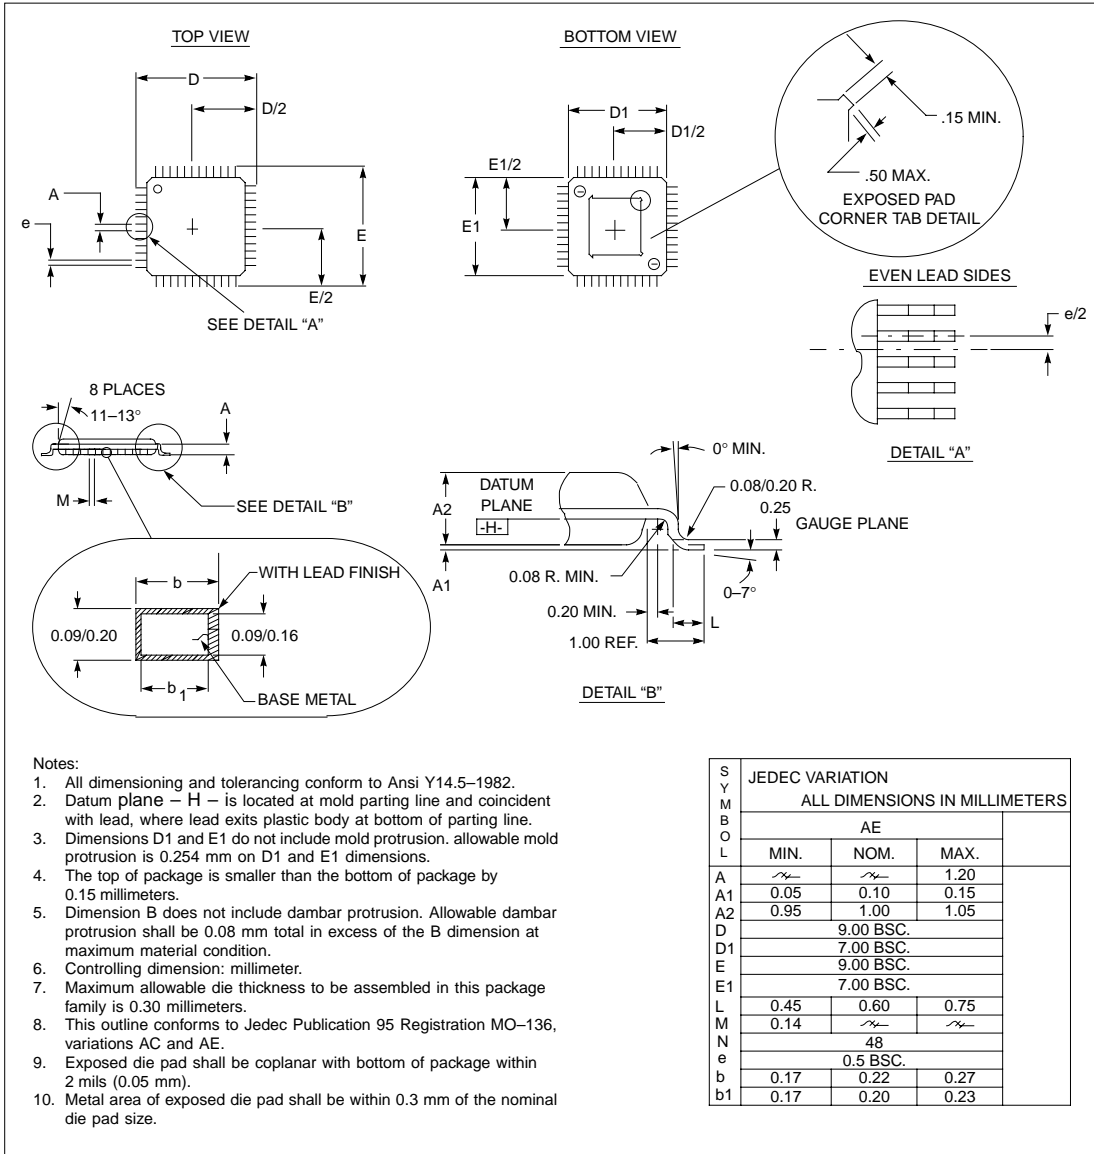 TOP VIEW
BOTTOM VIEW
D
D/2
A
e
E
E/2
SEE DETAIL “A”
D1
D1/2
E1/2
E1
.15 MIN.
.50 MAX.
EXPOSED PAD
CORNER TAB DETAIL
EVEN LEAD SIDES
e/2
DETAIL “A”
8 PLACES
11–13°
A
M
SEE DETAIL “B”
b
WITH LEAD FINISH
0.09/0.20
0.09/0.16
b1
BASE METAL
0° MIN.
DATUM
PLANE
-H-
A2
A1
0.08/0.20 R.
0.25
GAUGE PLANE
0.08 R. MIN.
0–7°
0.20 MIN.
L
1.00 REF.
DETAIL “B”
Notes:
1. All dimensioning and tolerancing conform to Ansi Y14.5–1982.
2. Datum plane – H – is located at mold parting line and coincident
with lead, where lead exits plastic body at bottom of parting line.
3. Dimensions D1 and E1 do not include mold protrusion. allowable mold
protrusion is 0.254 mm on D1 and E1 dimensions.
4. The top of package is smaller than the bottom of package by
0.15 millimeters.
5. Dimension B does not include dambar protrusion. Allowable dambar
protrusion shall be 0.08 mm total in excess of the B dimension at
maximum material condition.
6. Controlling dimension: millimeter.
7. Maximum allowable die thickness to be assembled in this package
family is 0.30 millimeters.
8. This outline conforms to Jedec Publication 95 Registration MO–136,
variations AC and AE.
9. Exposed die pad shall be coplanar with bottom of package within
2 mils (0.05 mm).
10. Metal area of exposed die pad shall be within 0.3 mm of the nominal
die pad size.
SYMBOL
JEDEC VARIATION
ALL DIMENSIONS IN MILLIMETERS
AE
MIN. NOM. MAX.
A 1.20
A1 0.05 0.10 0.15
A2 0.95 1.00 1.05
D 9.00 BSC.
D1 7.00 BSC.
E 9.00 BSC.
E1 7.00 BSC.
L 0.45 0.60 0.75
M 0.14
N 48
e 0.5 BSC.
b 0.17 0.22 0.27
b1 0.17 0.20 0.23